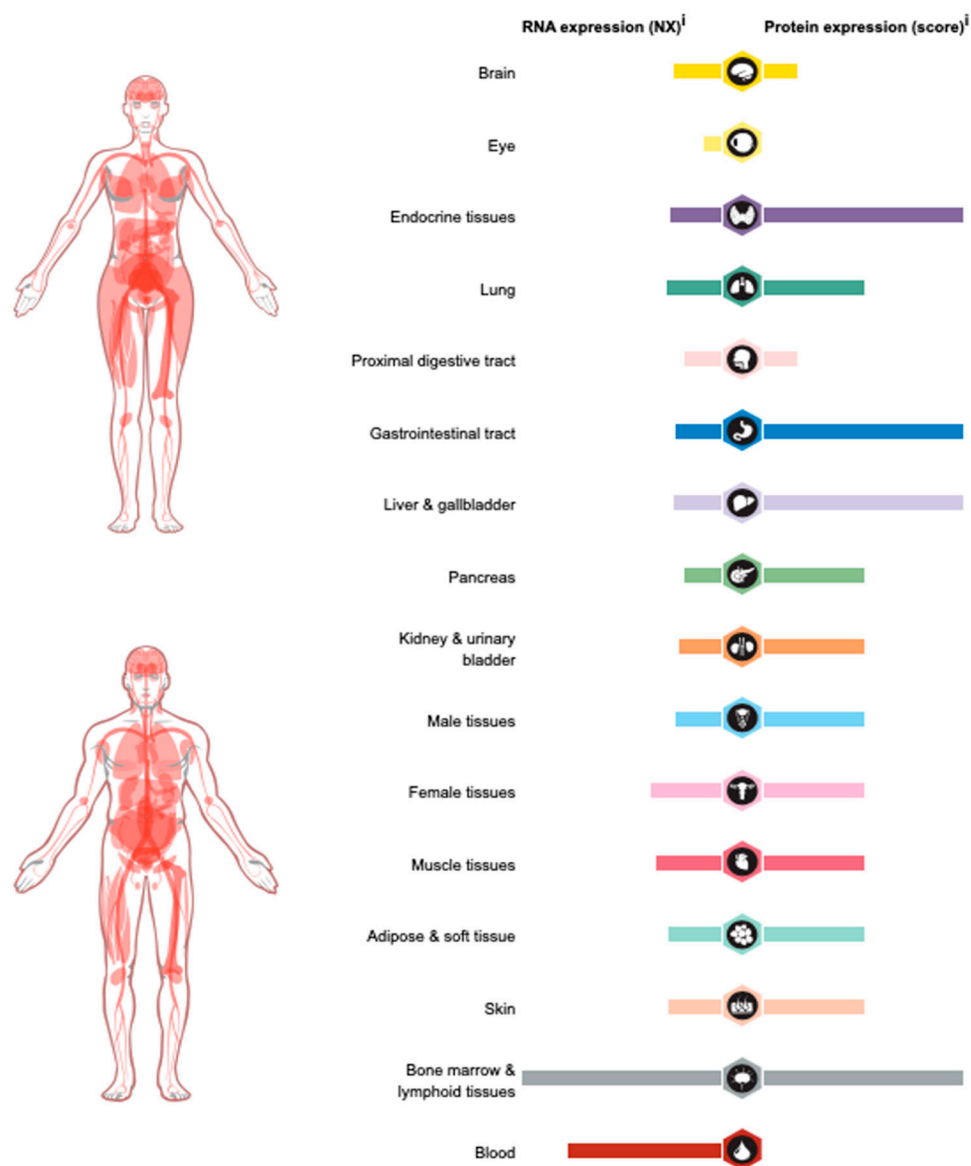 RNA expression (NX)i Protein expression (score)i
Brain
Eye
Endocrine tissues
Lung
Proximal digestive tract
Gastrointestinal tract
Liver & gallbladder
Pancreas
Kidney & urinary
bladder
Male tissues
Female tissues
Muscle tissues
Adipose & soft tissue
Skin
Bone marrow &
lymphoid tissues
Blood